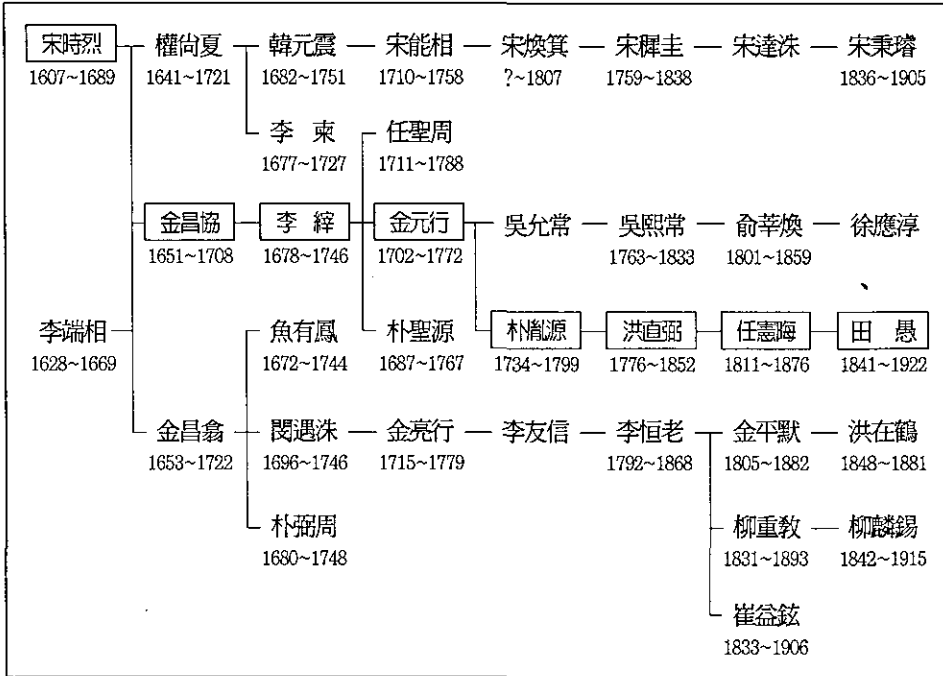 宋時烈 權尙夏 韓元震 宋能相 宋煥箕 宋穉圭 宋達洙 宋秉璿
1607~1689 1641~1721 1682~1751 1710~1758 ?~1807 1759~1838 1836~1905
李 柬 任聖周
1677~1727 1711~1788
金昌協 李 縡 金元行 吳允常 吳熙常 兪莘煥 徐應淳
1651~1708 1678~1746 1702~1772 1763~1833 1801~1859
李端相 魚有鳳 朴聖源 朴胤源 洪直弼 任憲晦 田 愚
1628~1669 1672~1744 1687~1767 1734~1799 1776~1852 1811~1876 1841~1922
金昌翕 閔遇洙 金亮行 李友信 李恒老 金平默 洪在鶴
1653~1722 1696~1746 1715~1779 1792~1868 1805~1882 1848~1881
朴弼周 柳重敎 柳麟錫
1680~1748 1831~1893 1842~1915
崔益鉉
1833~1906